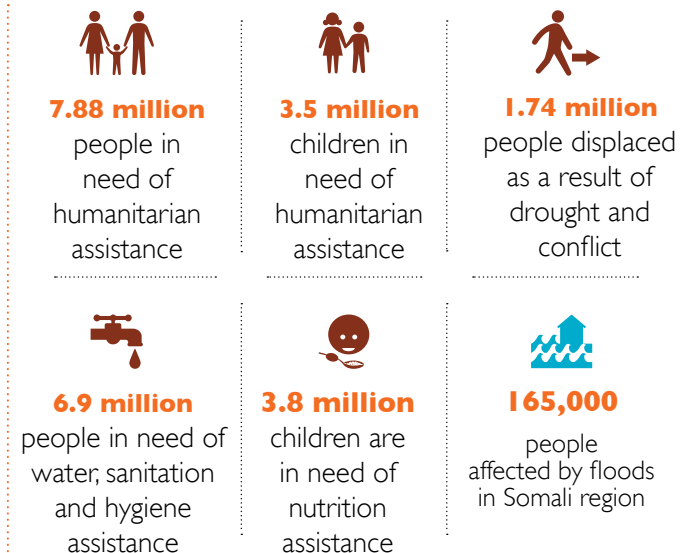 7.88 million
people in
need of
humanitarian
assistance
3.5 million
children in
need of
humanitarian
assistance
1.74 million
people displaced
as a result of
drought and
conflict
6.9 million
people in need of
water, sanitation
and hygiene
assistance
3.8 million
children are
in need of
nutrition
assistance
165,000
people
affected by floods
in Somali region